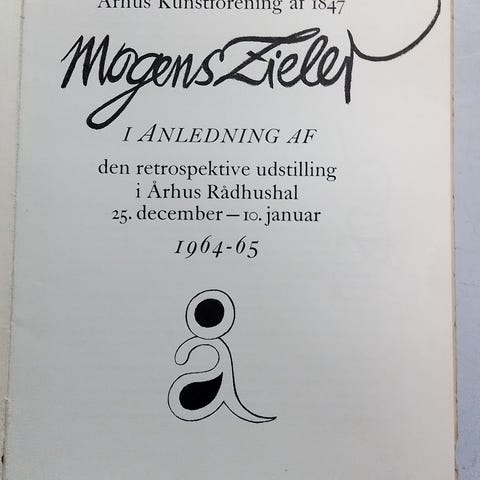 Århus Kunstforening af 1847
Mogens Zieler
I ANLEDNING AF
den retrospektive udstilling
i Århus Rådhushal
25. december — 10. januar
1964-65
å